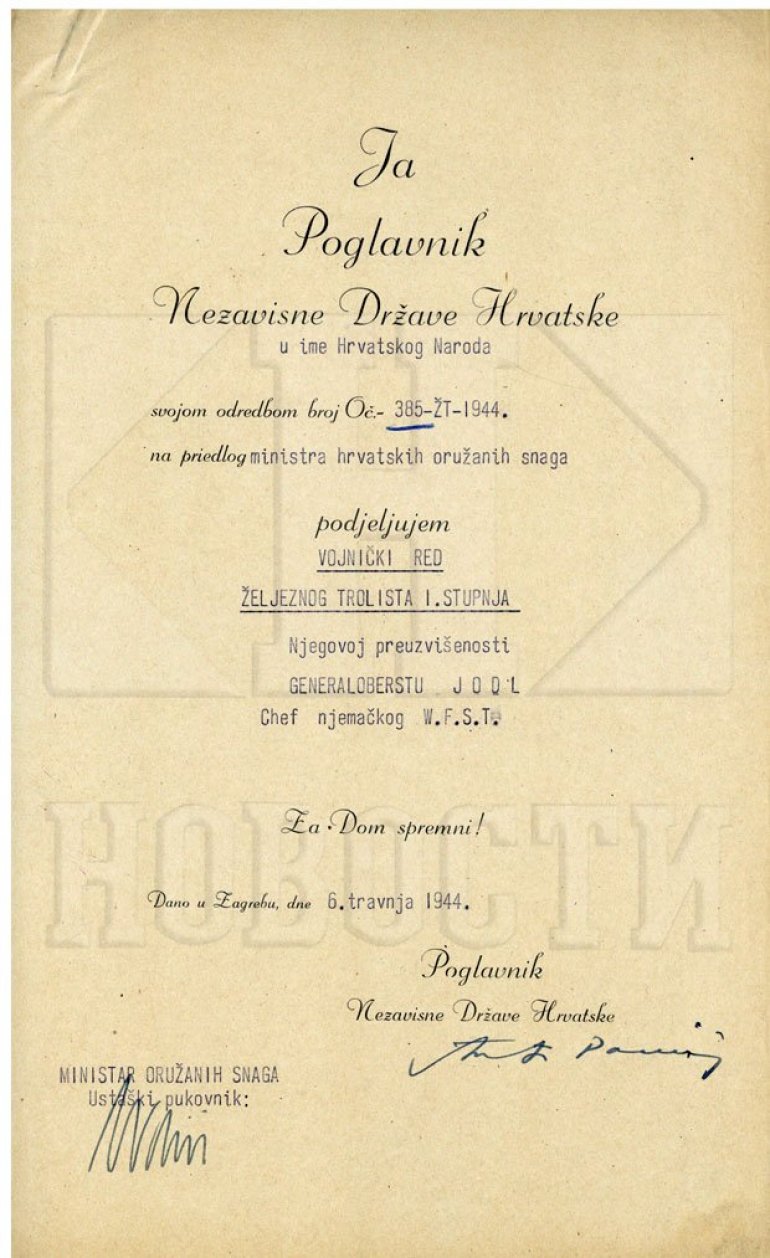 Ja
Poglavnik
Nezavisne Države Hrvatske
u ime Hrvatskog Naroda
svojom odredbom broj Oč.- 385-ŽT-1944.
na priedlog ministra hrvatskih oružanih snaga
podjeljujem
VOJNIČKI RED
ŽELJEZNOG TROLISTA I.STUPNJA
Njegovoj preuzvišenosti
GENERALOBERSTU J O D L
Chef njemačkog W.F.S.T.
НОВОСТИ
Za Dom spremni!
Dano u Zagrebu, dne 6.travnja 1944.
Poglavnik
Nezavisne Države Hrvatske
MINISTAR ORUŽANIH SNAGA
Ustaški pukovnik: